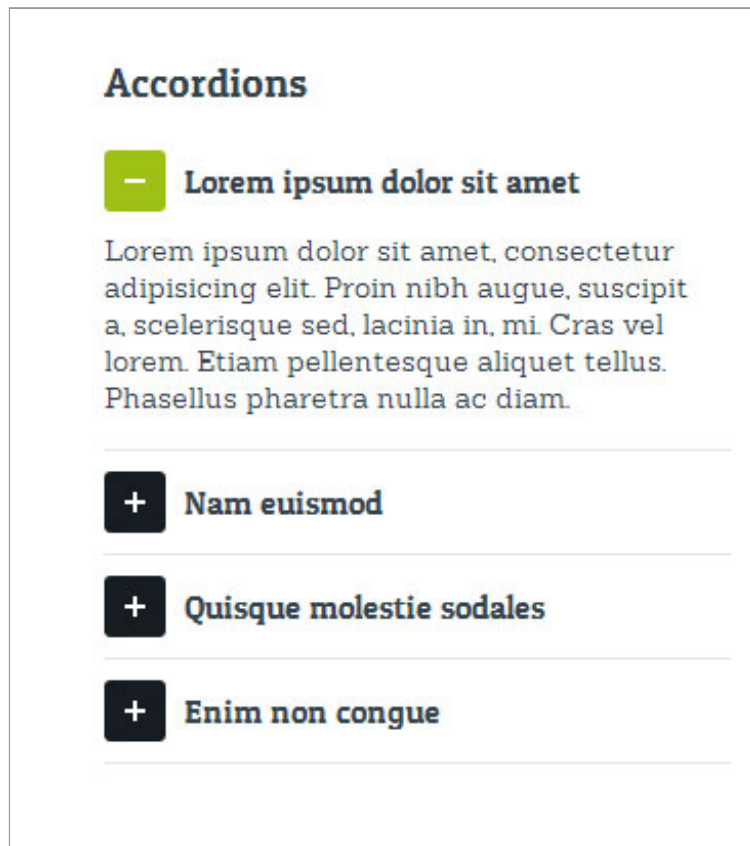 Accordions
Lorem ipsum dolor sit amet
Lorem ipsum dolor sit amet, consectetur
adipisicing elit. Proin nibh augue, suscipit
a, scelerisque sed, lacinia in, mi. Cras vel
lorem. Etiam pellentesque aliquet tellus.
Phasellus pharetra nulla ac diam.
Nam euismod
Quisque molestie sodales
Enim non congue